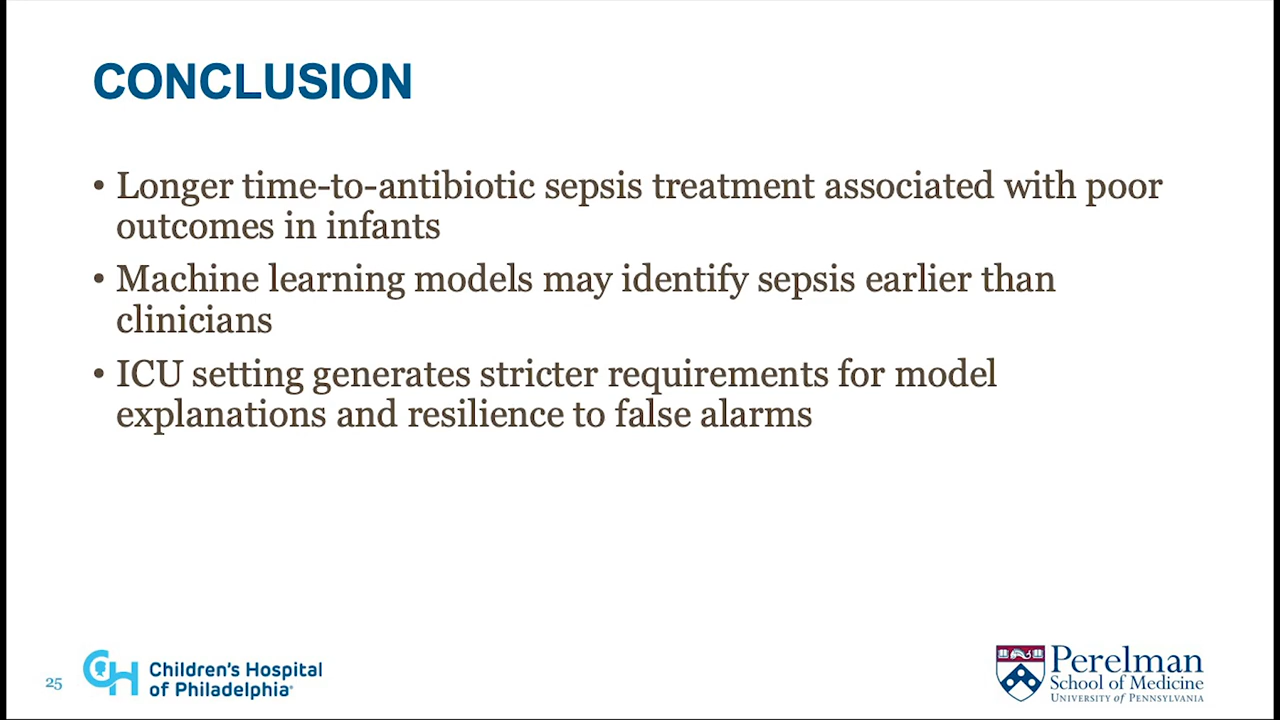 CONCLUSION
• Longer time-to-antibiotic sepsis treatment associated with poor
outcomes in infants
• Machine learning models may identify sepsis earlier than
clinicians
• ICU setting generates stricter requirements for model
explanations and resilience to false alarms
25
CH Children's Hospital
of Philadelphia
Perelman
School of Medicine
UNIVERSITY of PENNSYLVANIA